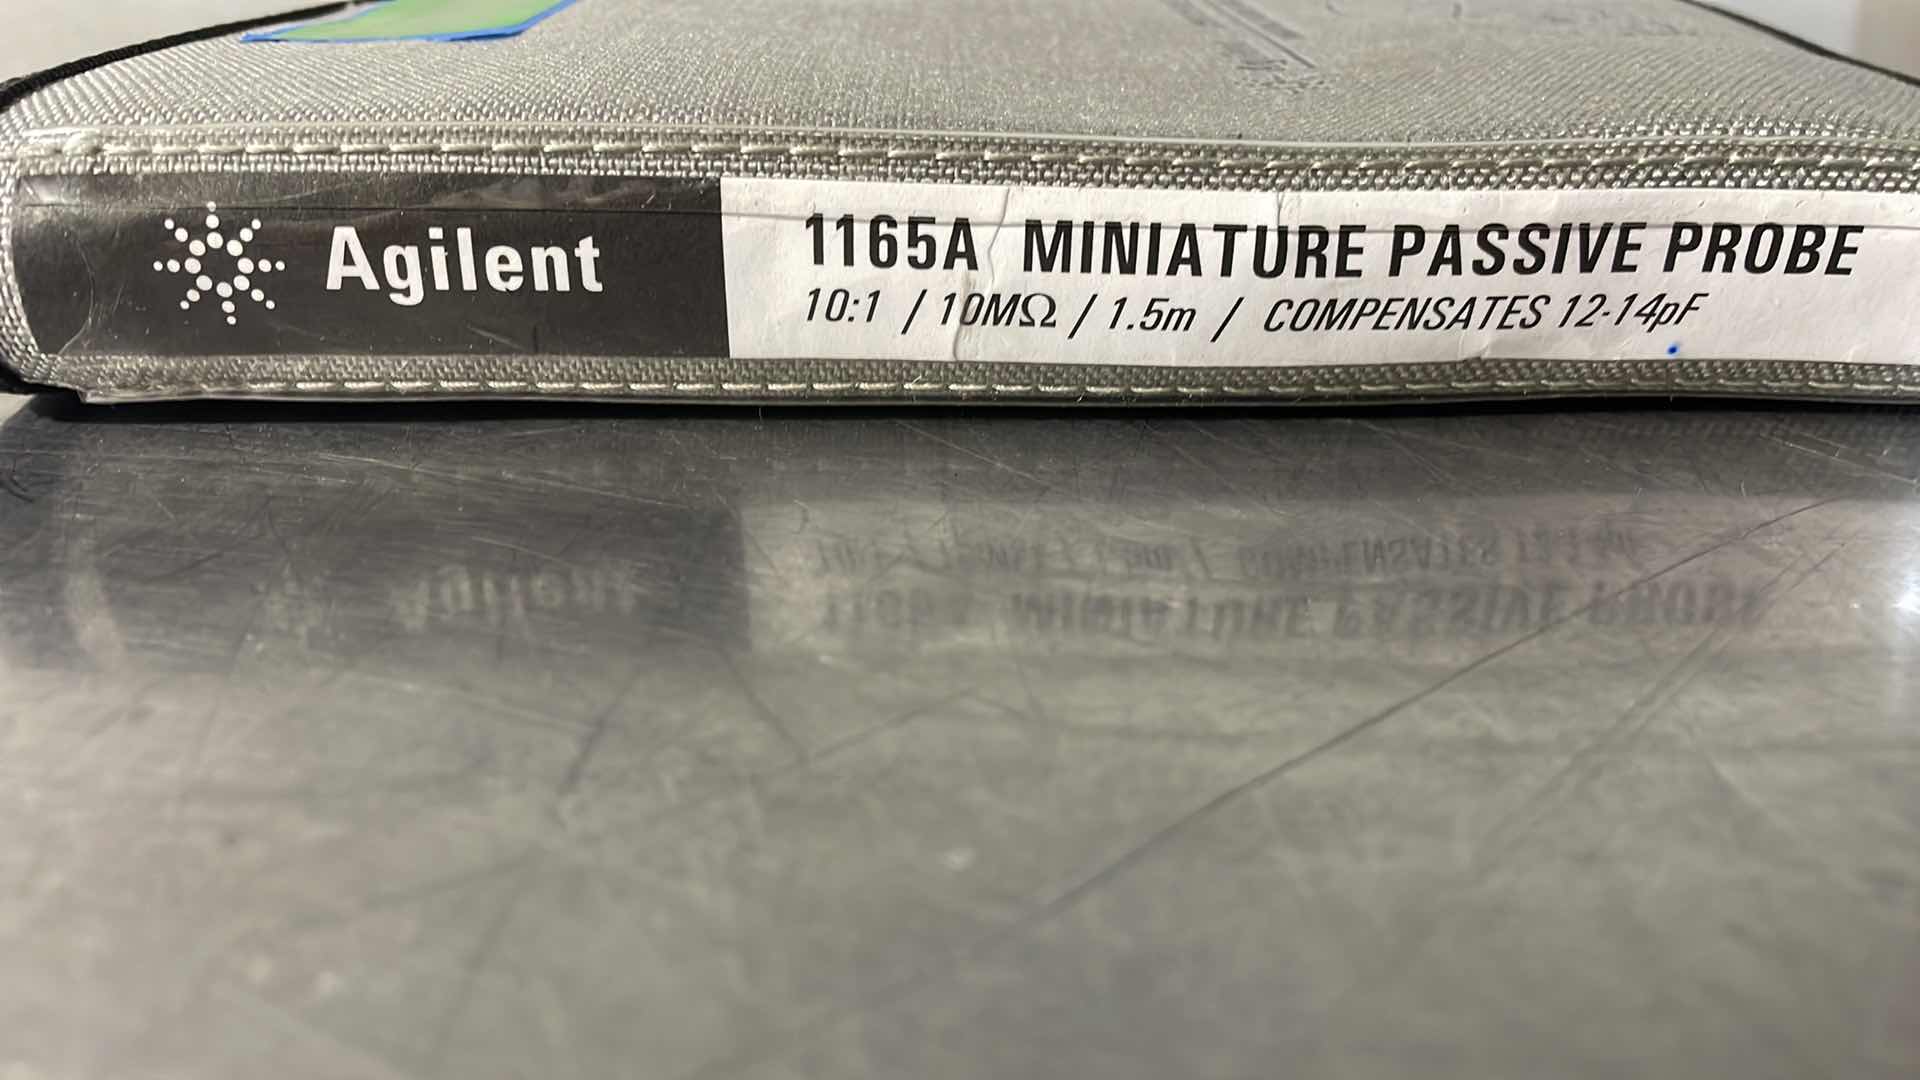 Agilent
1165A MINIATURE PASSIVE PROBE
10:1 / 10MΩ / 1.5m / COMPENSATES 12-14pF